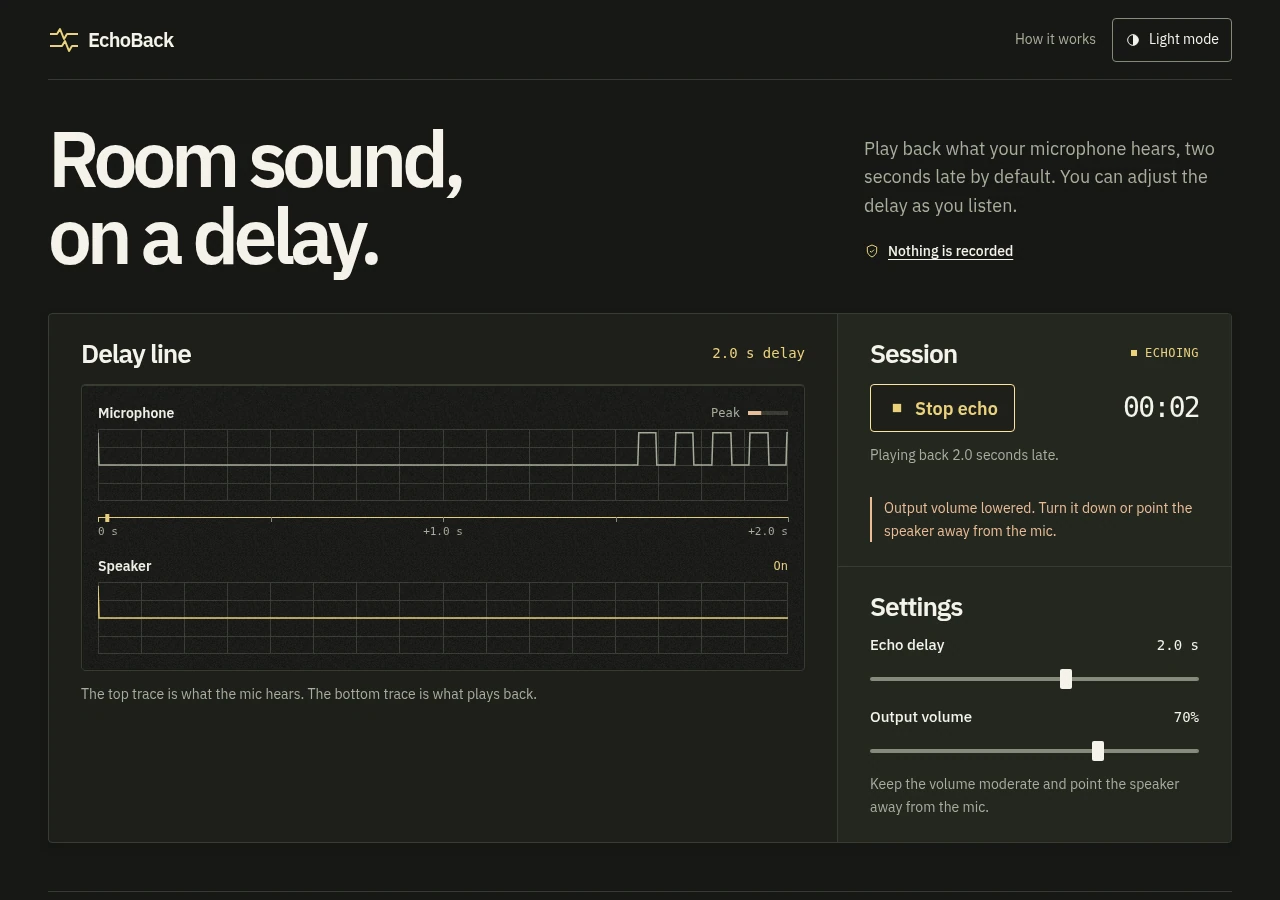 EchoBack
How it works
Light mode
Room sound,
on a delay.
Play back what your microphone hears, two
seconds late by default. You can adjust the
delay as you listen.
Nothing is recorded
Delay line
2.0 s delay
Microphone
Peak
0 s
+1.0 s
+2.0 s
Speaker
On
The top trace is what the mic hears. The bottom trace is what plays back.
Session
ECHOING
Stop echo
00:02
Playing back 2.0 seconds late.
Output volume lowered. Turn it down or point the
speaker away from the mic.
Settings
Echo delay
2.0 s
Output volume
70%
Keep the volume moderate and point the speaker
away from the mic.